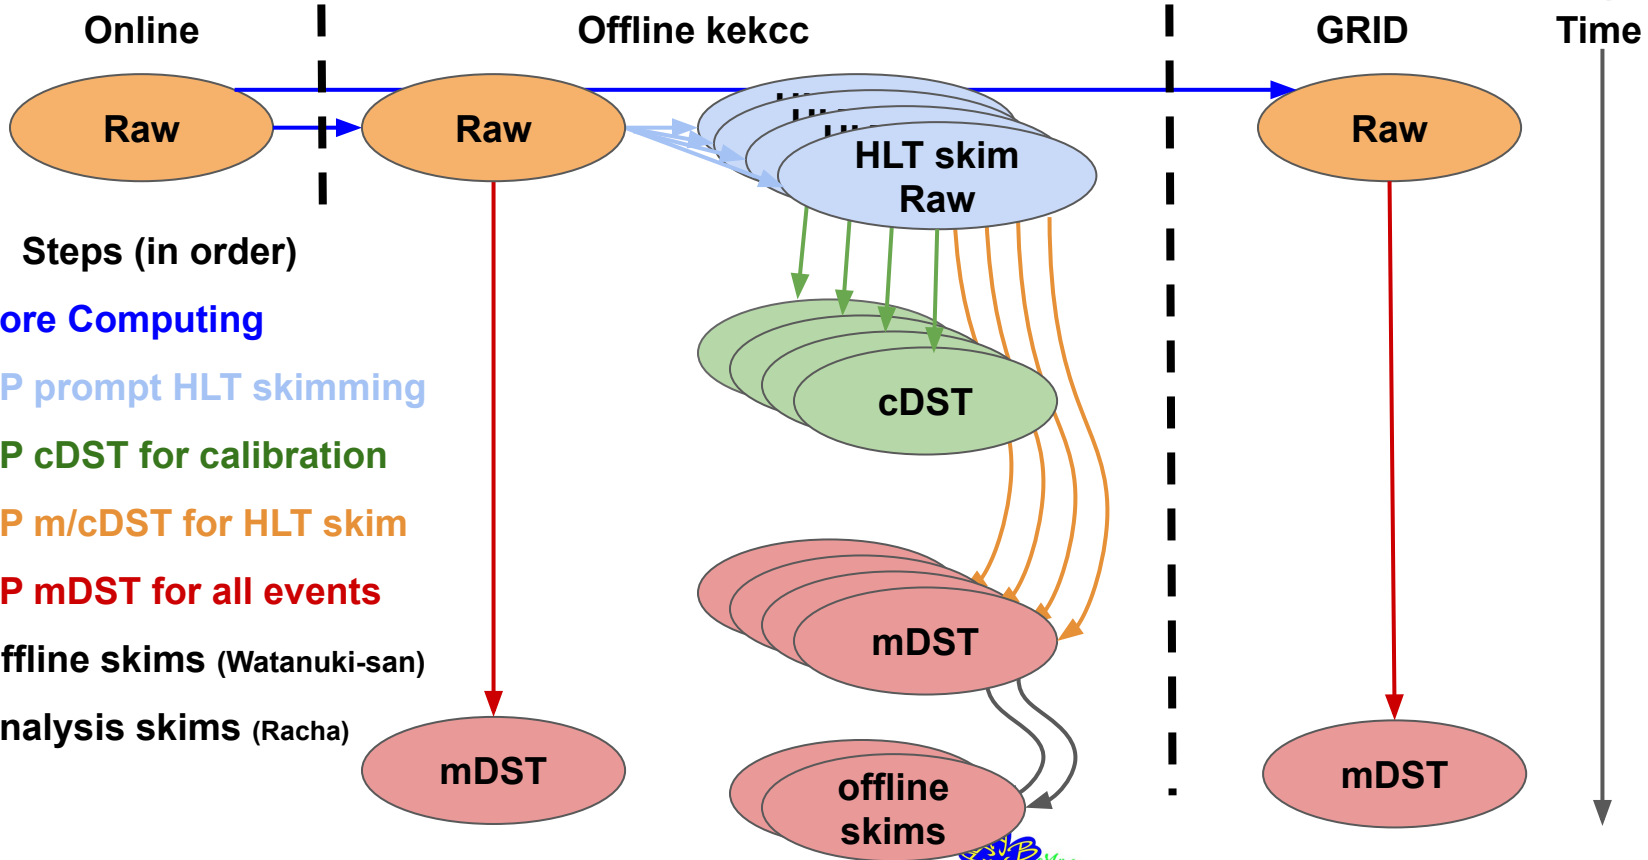 Online
Offline kekcc
GRID
Time
Raw
Raw
HLT skim
Raw
Raw
Steps (in order)
ore Computing
P prompt HLT skimming
P cDST for calibration
P m/cDST for HLT skim
P mDST for all events
ffline skims (Watanuki-san)
nalysis skims (Racha)
cDST
mDST
mDST
offline
skims
mDST